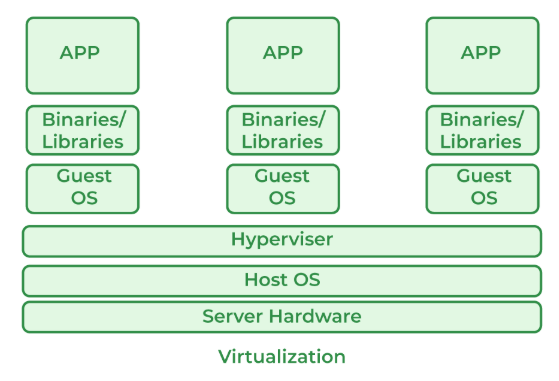 APP APP APP
Binaries/ Binaries/ Binaries/
Libraries Libraries Libraries
Guest Guest Guest
OS OS OS
Hyperviser
Host OS
Server Hardware
Virtualization